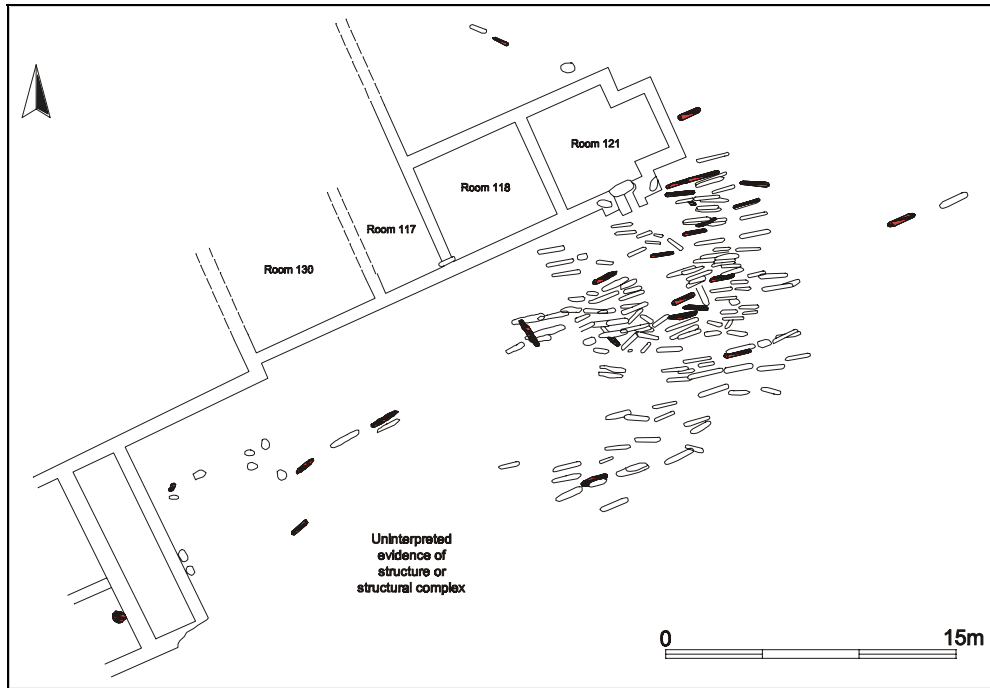 Room 121
Room 118
Room 117
Room 130
Uninterpreted
evidence of
structure or
structural complex
0 15m